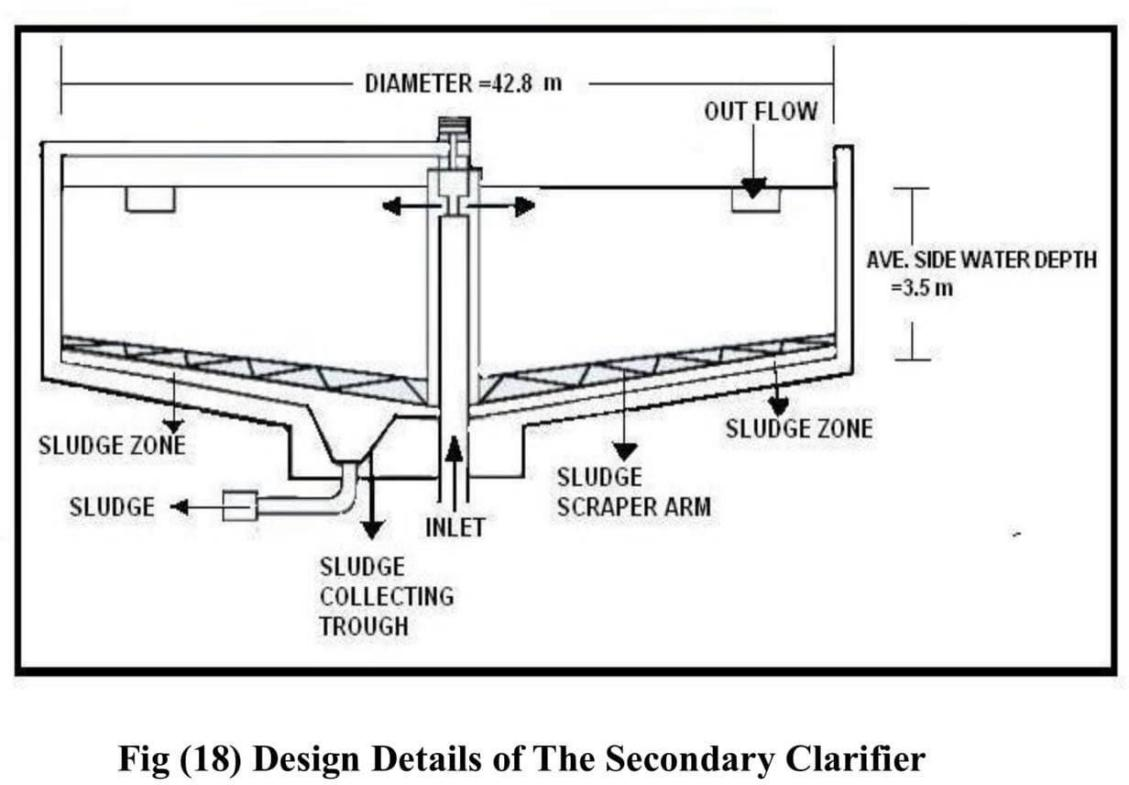 DIAMETER =42.8 m
OUT FLOW
AVE. SIDE WATER DEPTH
=3.5 m
SLUDGE ZONE
SLUDGE ZONE
SLUDGE
SCRAPER ARM
SLUDGE
INLET
SLUDGE
COLLECTING
TROUGH
Fig (18) Design Details of The Secondary Clarifier